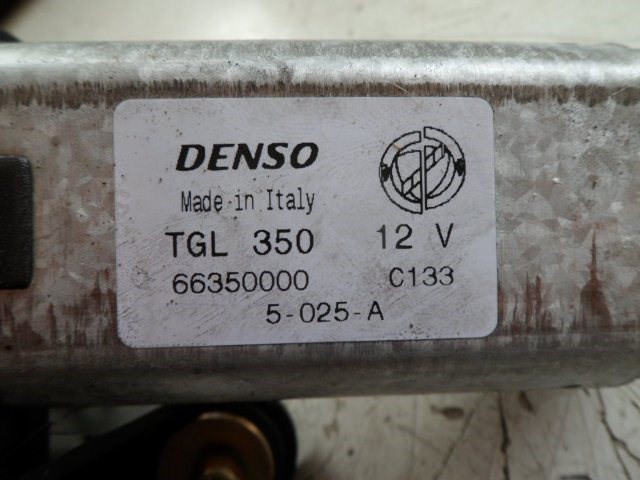 DENSO
Made in Italy
TGL 350 12 V
66350000 C133
5-025-A